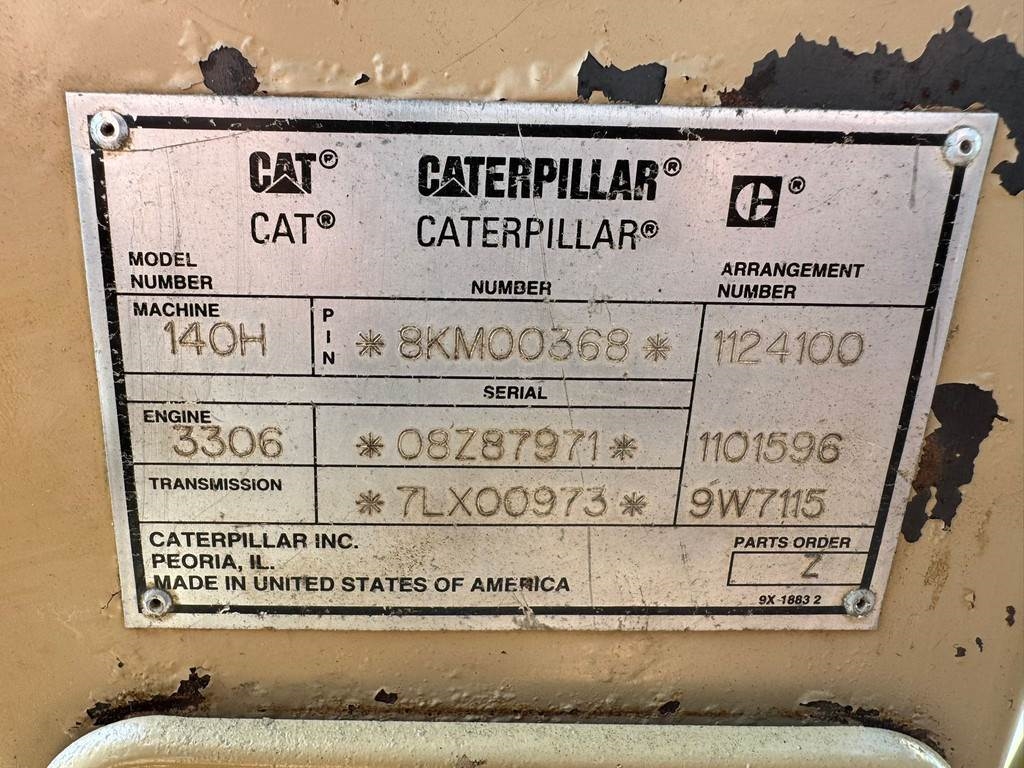 CAT® CATERPILLAR® C®
CAT® CATERPILLAR®
MODEL NUMBER NUMBER ARRANGEMENT NUMBER
MACHINE 140H PIN *8KM00368* 1124100
SERIAL
ENGINE 3306 *08Z87971* 1101596
TRANSMISSION *7LX00973* 9W7115
CATERPILLAR INC. PARTS ORDER
PEORIA, IL. Z
MADE IN UNITED STATES OF AMERICA
9X-1883 2